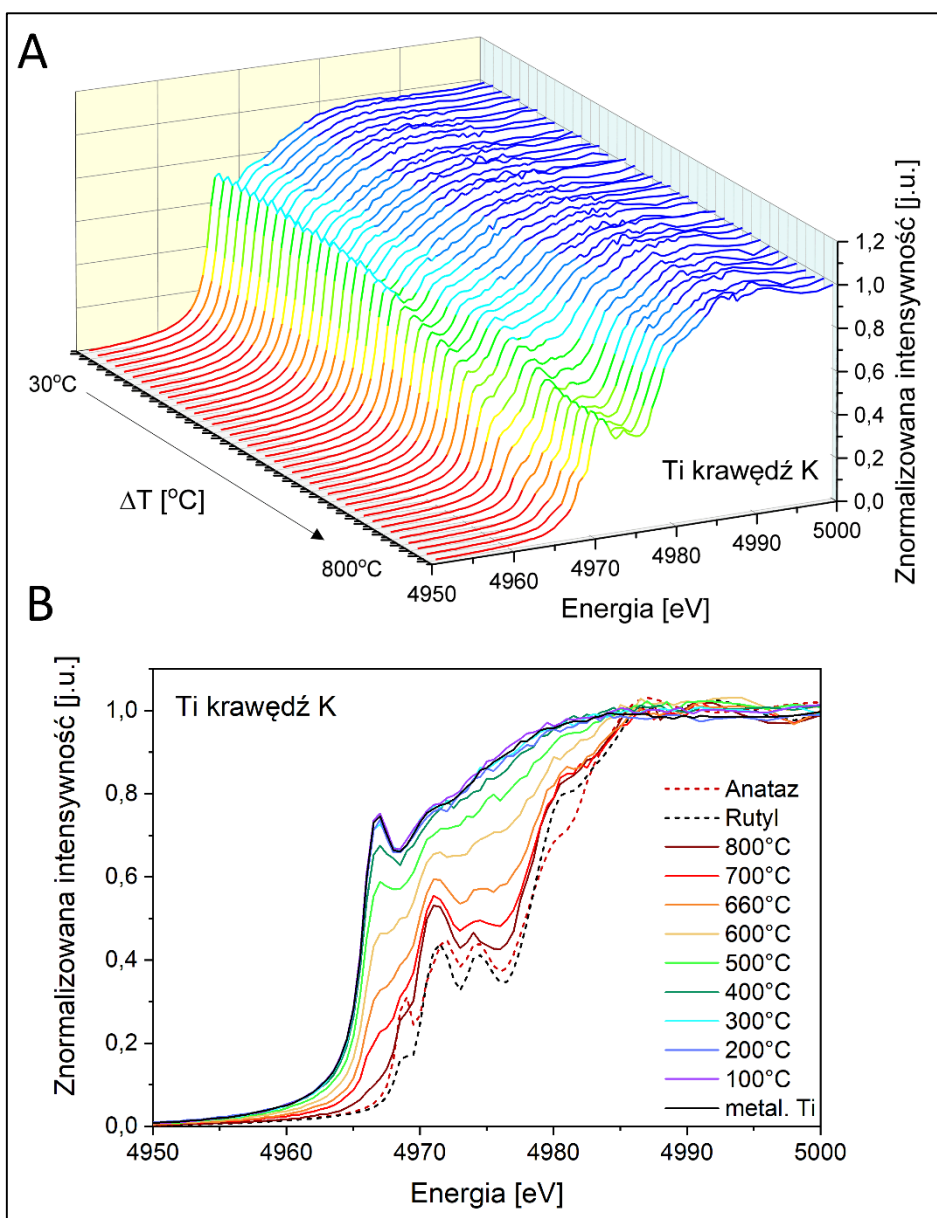 A
1,2
1,0
0,8
0,6
0,4
0,2
0,0
Znormalizowana intensywność [j.u.]
Ti krawędź K
30°C
ΔT [°C]
800°C
4950
4960
4970
4980
4990
5000
Energia [eV]
B
Znormalizowana intensywność [j.u.]
Ti krawędź K
1,0
0,8
0,6
0,4
0,2
0,0
Anataz
Rutyl
800°C
700°C
660°C
600°C
500°C
400°C
300°C
200°C
100°C
metal. Ti
4950 4960 4970 4980 4990 5000
Energia [eV]